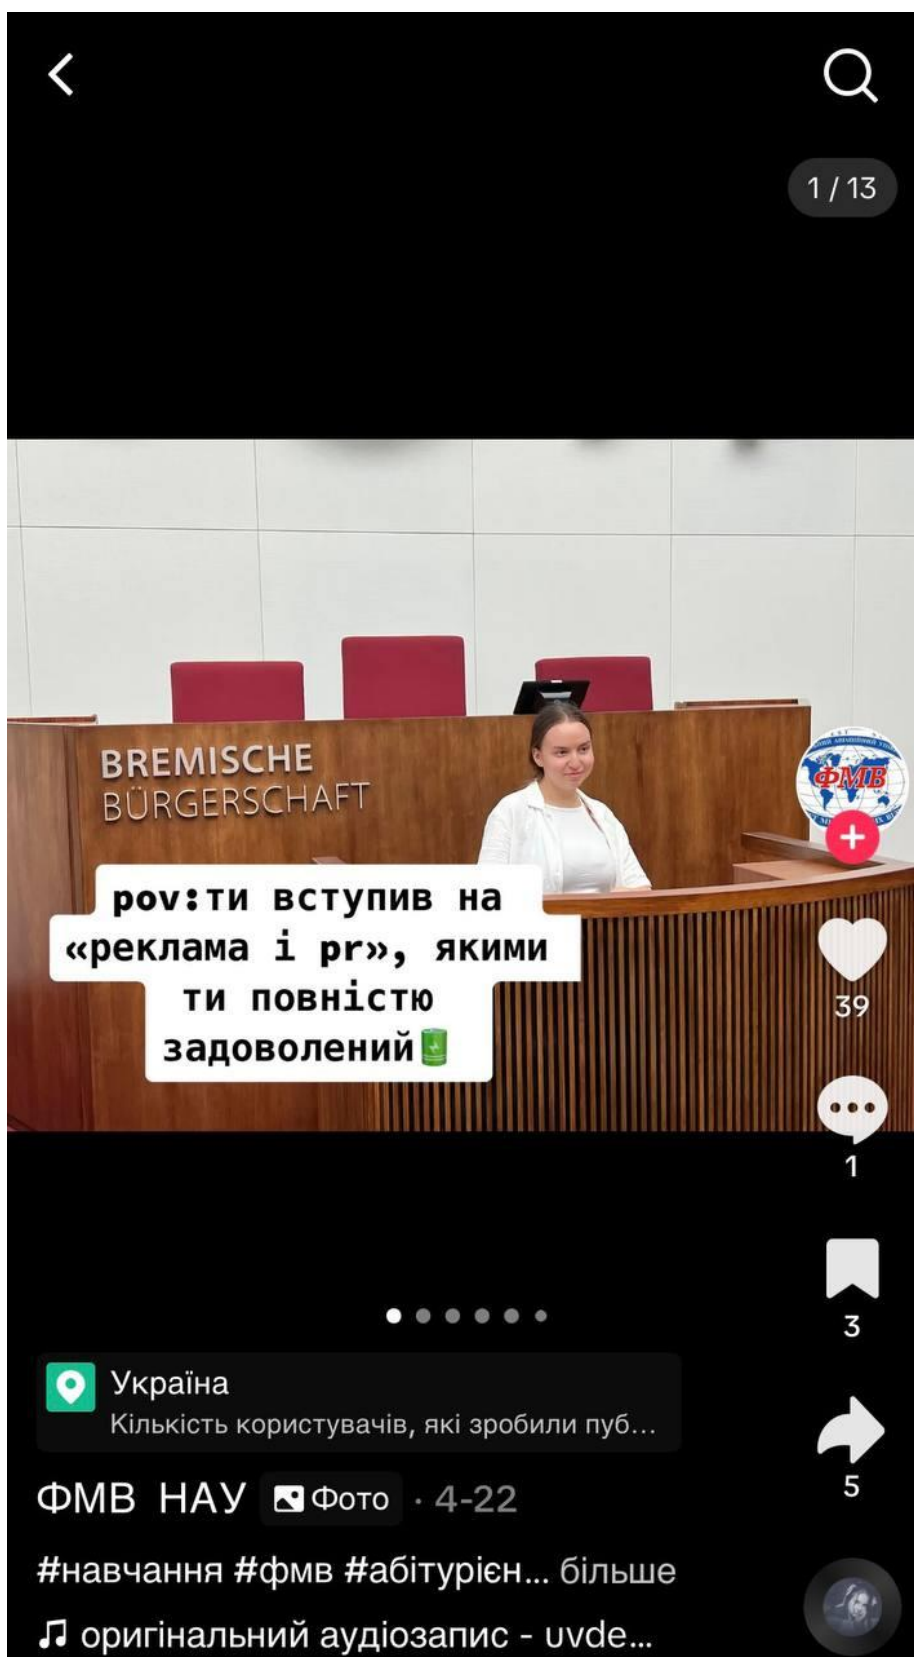 1 / 13
BREMISCHE
BÜRGERSCHAFT
ФМВ
pov:ти вступив на
«реклама і pr», якими
ти повністю
задоволений
39
1
3
Україна
Кількість користувачів, які зробили пуб...
5
ФМВ НАУ Фото · 4-22
#навчання #фмв #абітурієн... більше
оригінальний аудіозапис - uvde...